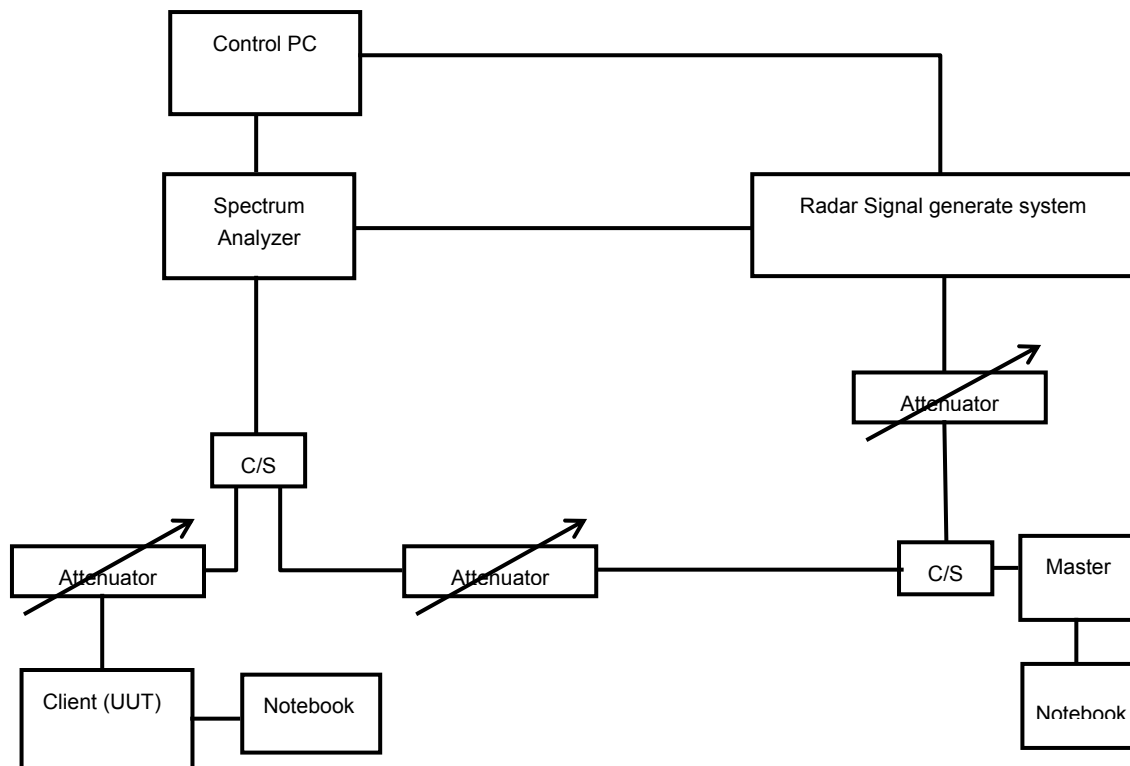 Control PC
Spectrum
Analyzer
Radar Signal generate system
Attenuator
C/S
Attenuator
Attenuator
C/S
Master
Client (UUT)
Notebook
Notebook